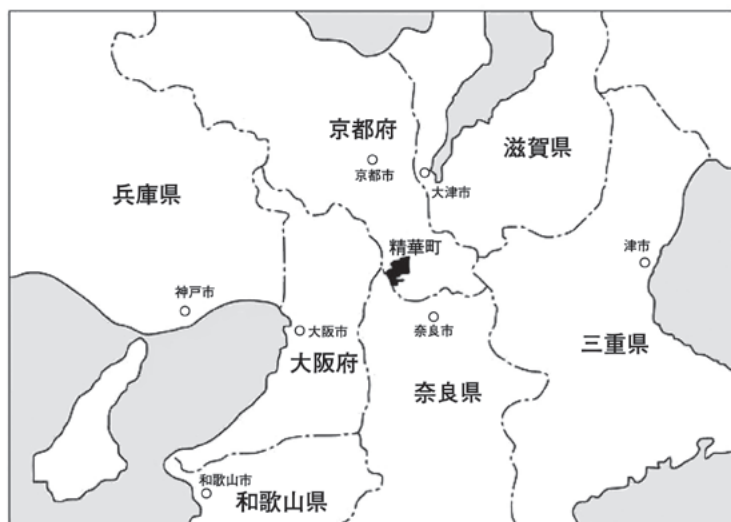 京都府
京都市
滋賀県
大津市
兵庫県
精華町
津市
神戸市
大阪市
奈良市
大阪府
三重県
奈良県
和歌山市
和歌山県